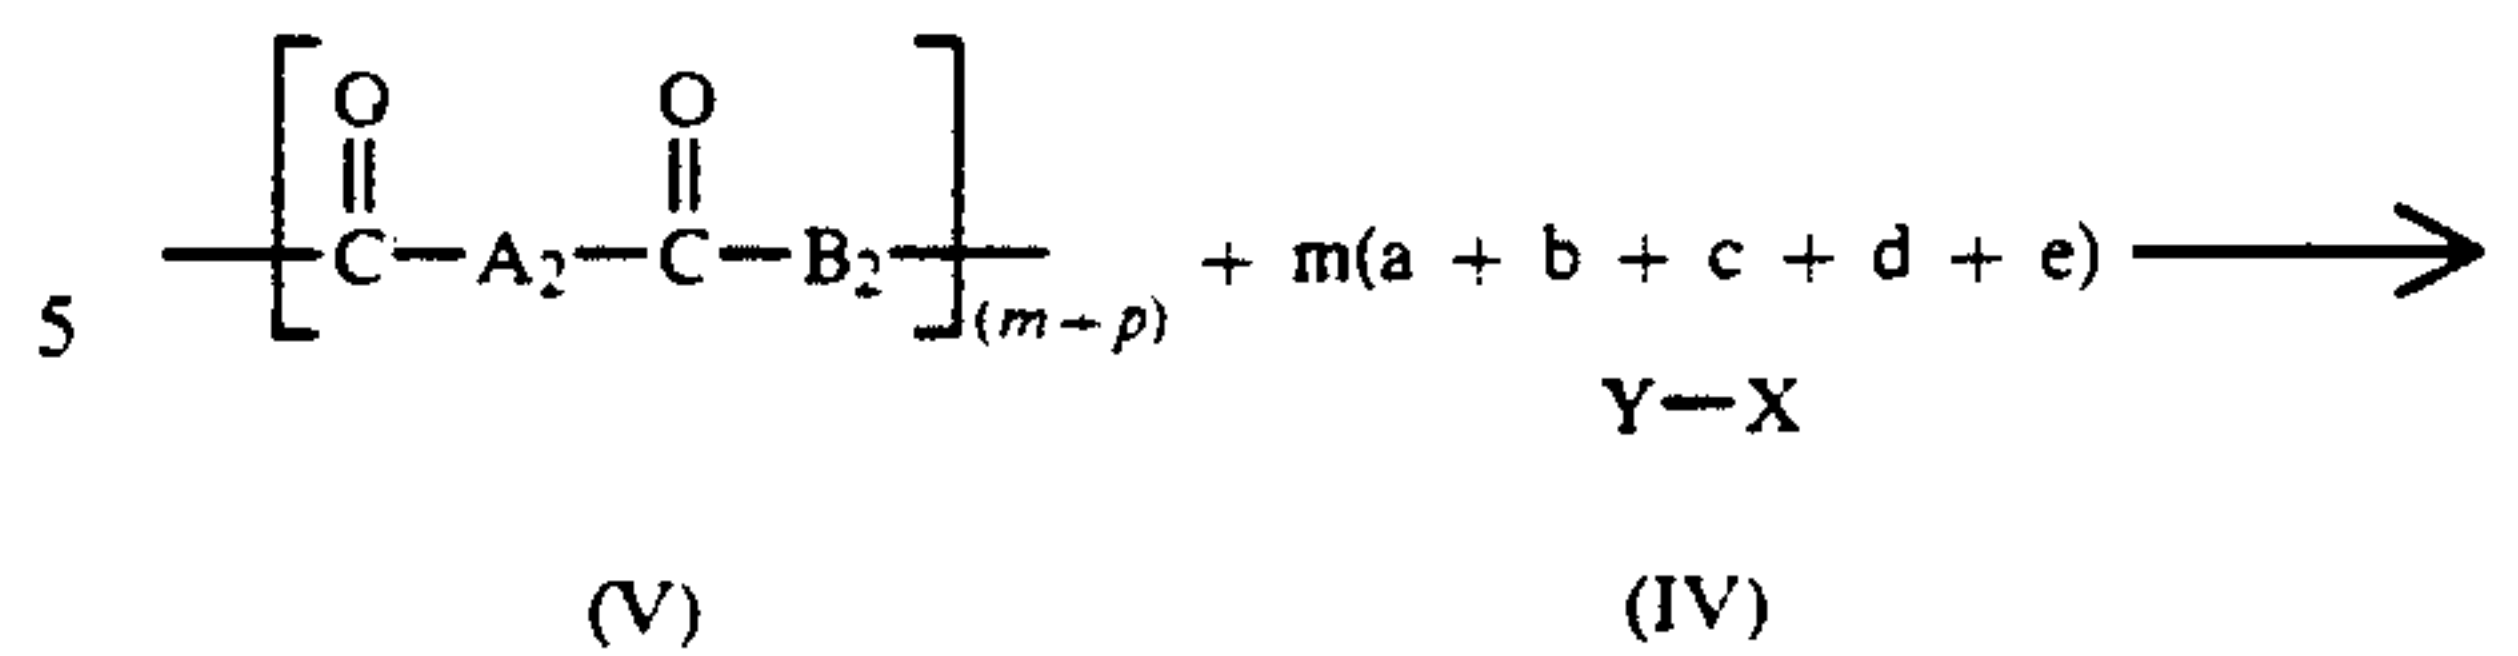 O O
C A2 C B2 + m(a + b + c + d + e)
5 (m-p)
Y—X
(V) (IV)